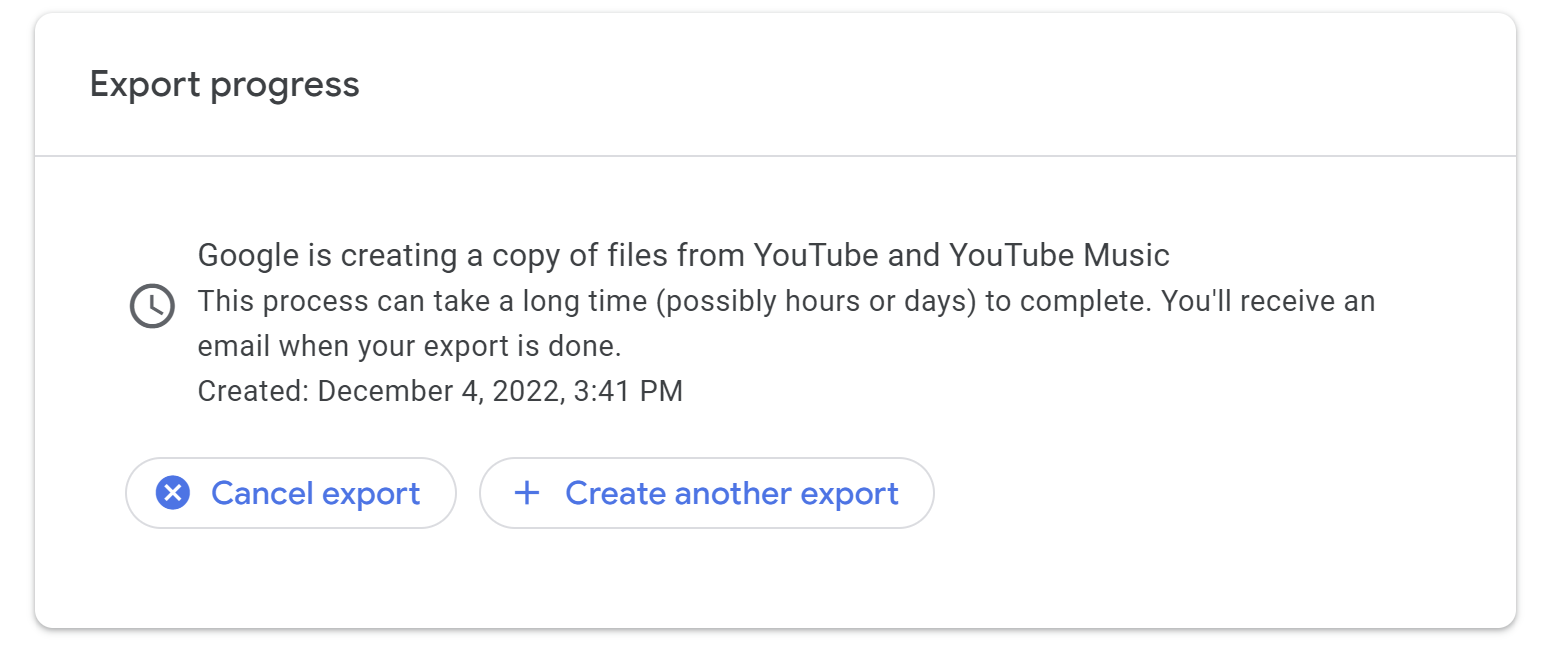 Export progress
Google is creating a copy of files from YouTube and YouTube Music
This process can take a long time (possibly hours or days) to complete. You'll receive an
email when your export is done.
Created: December 4, 2022, 3:41 PM
Cancel export
Create another export